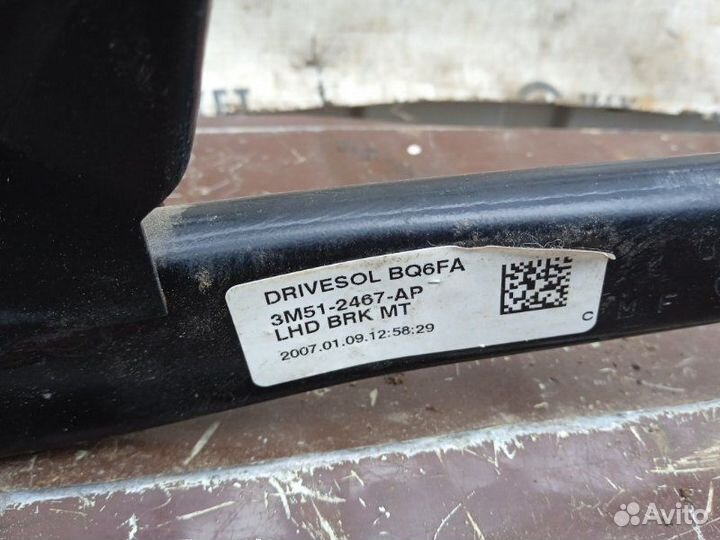 DRIVESOL BQ6FA
3M51-2467-AP
LHD BRK MT
2007.01.09.12:58:29
C
Avito